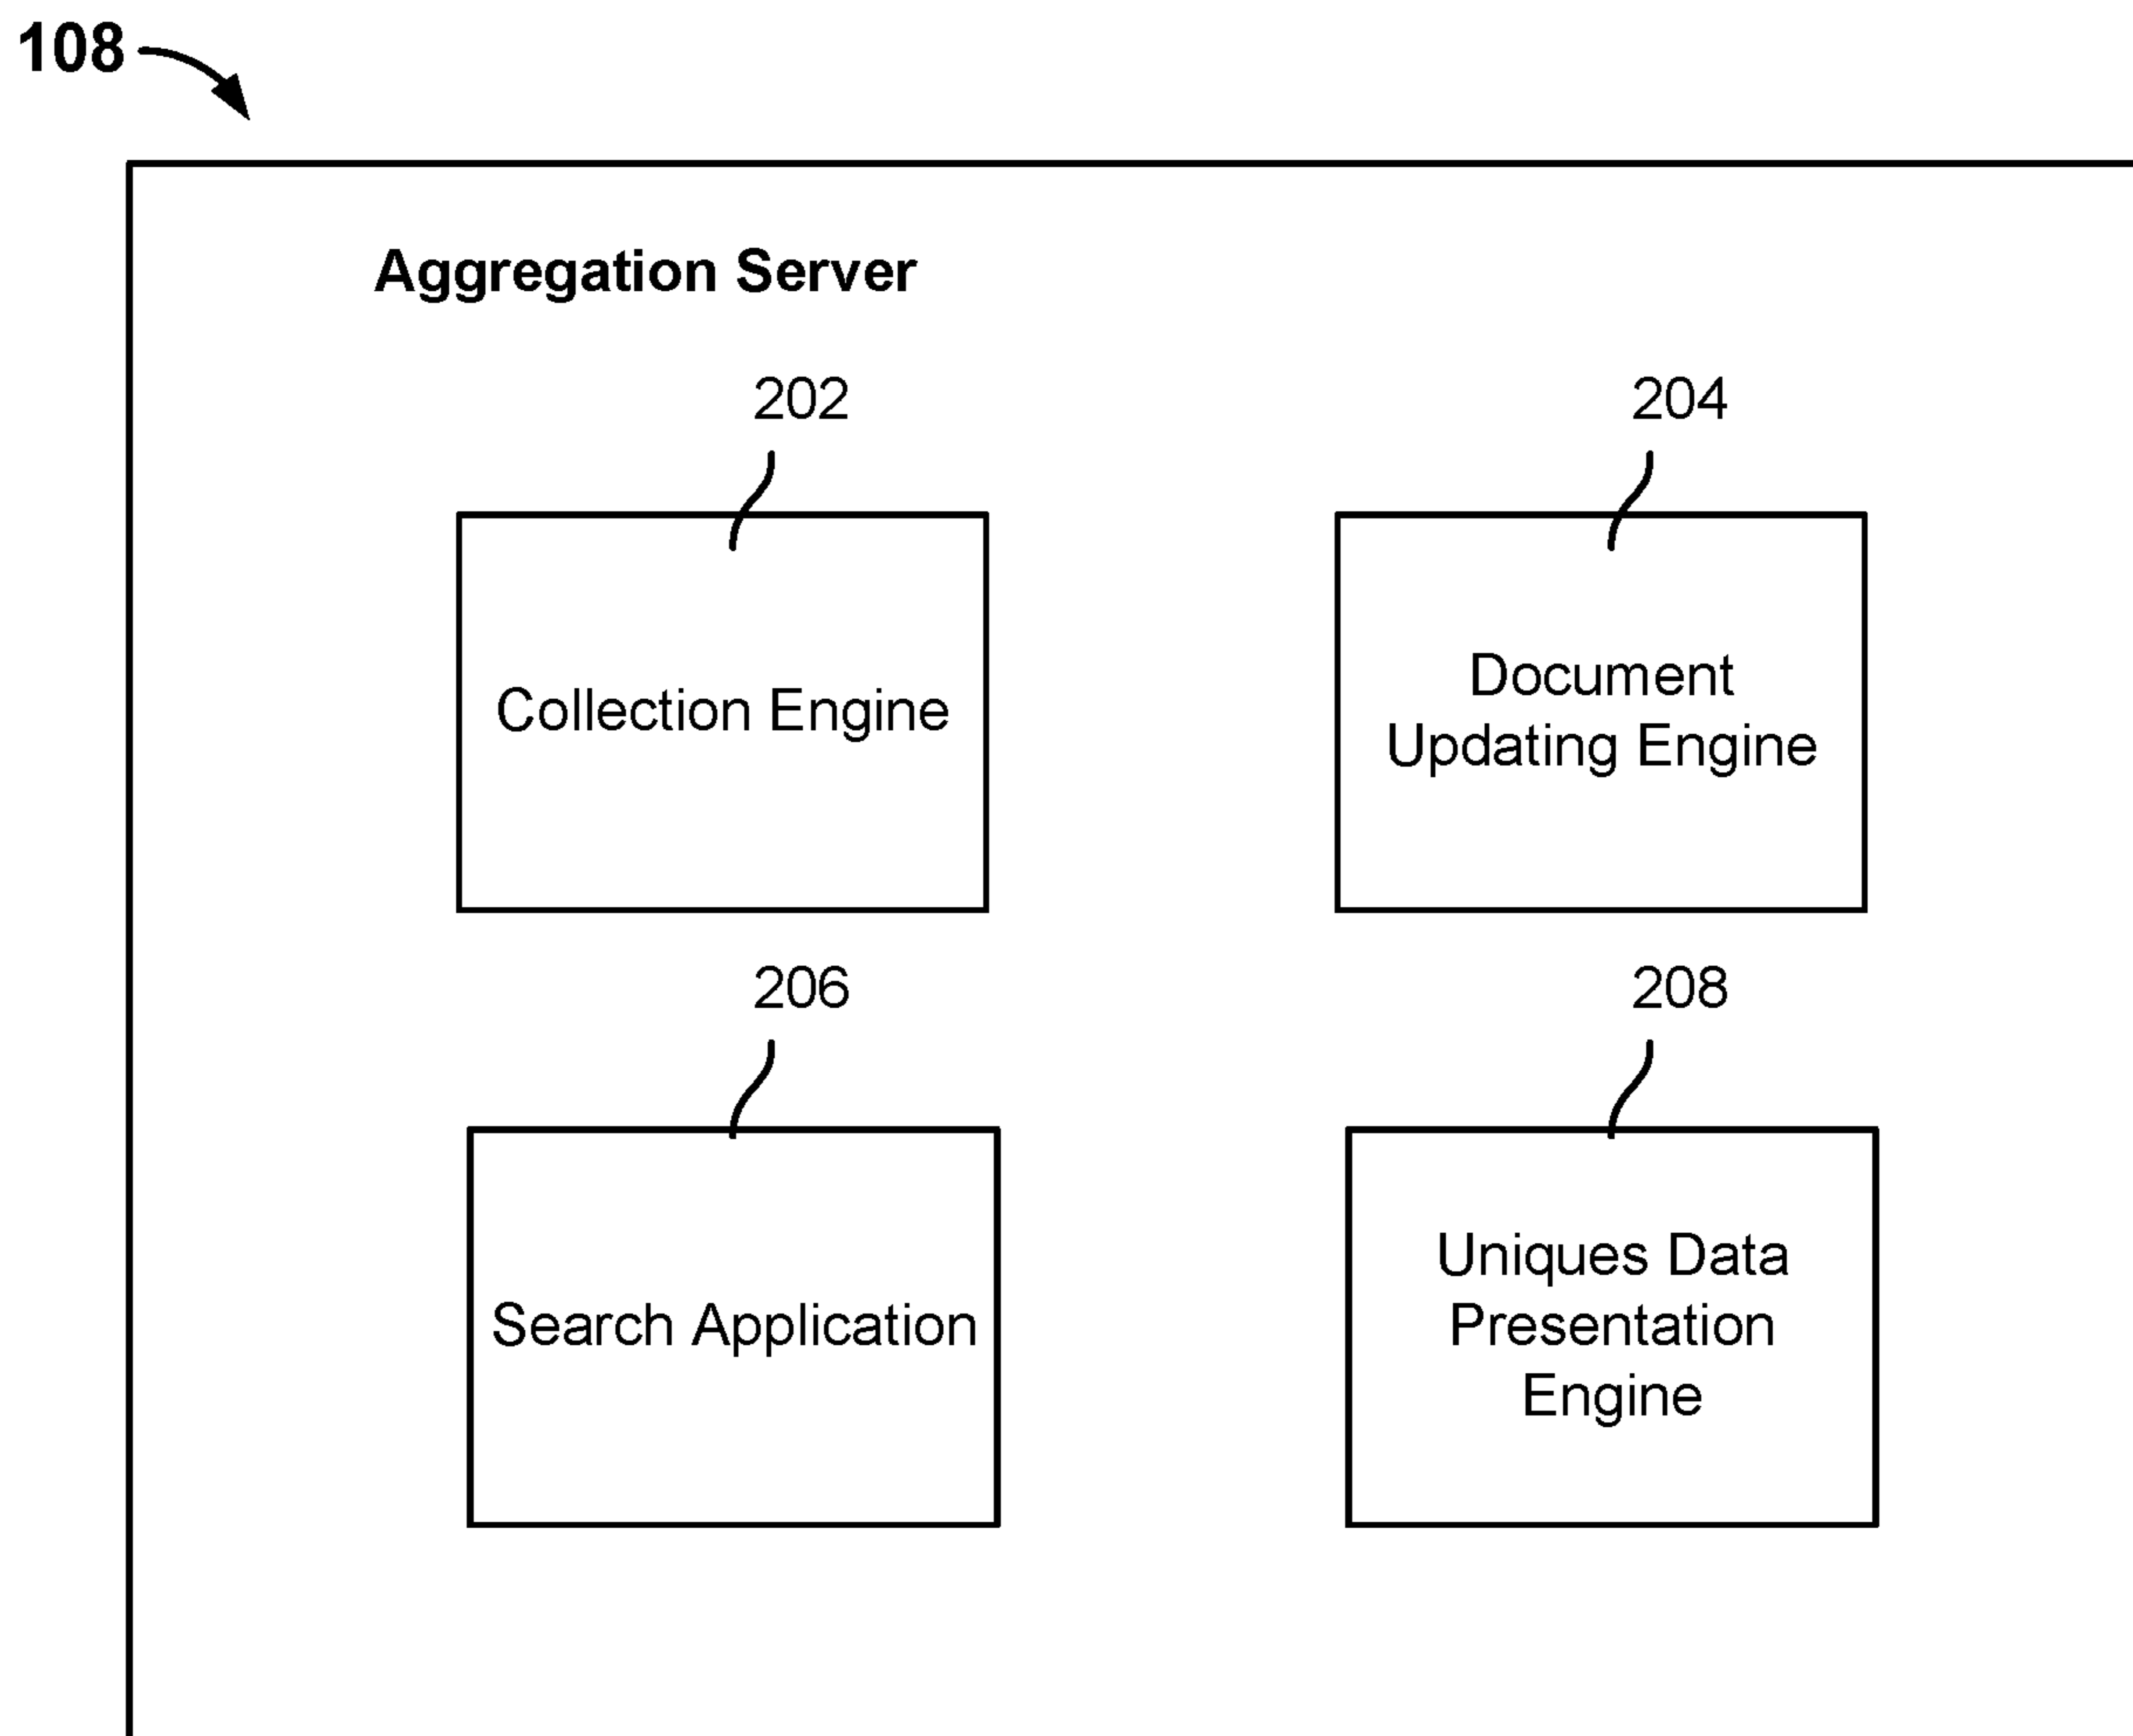 108
Aggregation Server
202
204
Collection Engine
Document
Updating Engine
206
208
Search Application
Uniques Data
Presentation
Engine